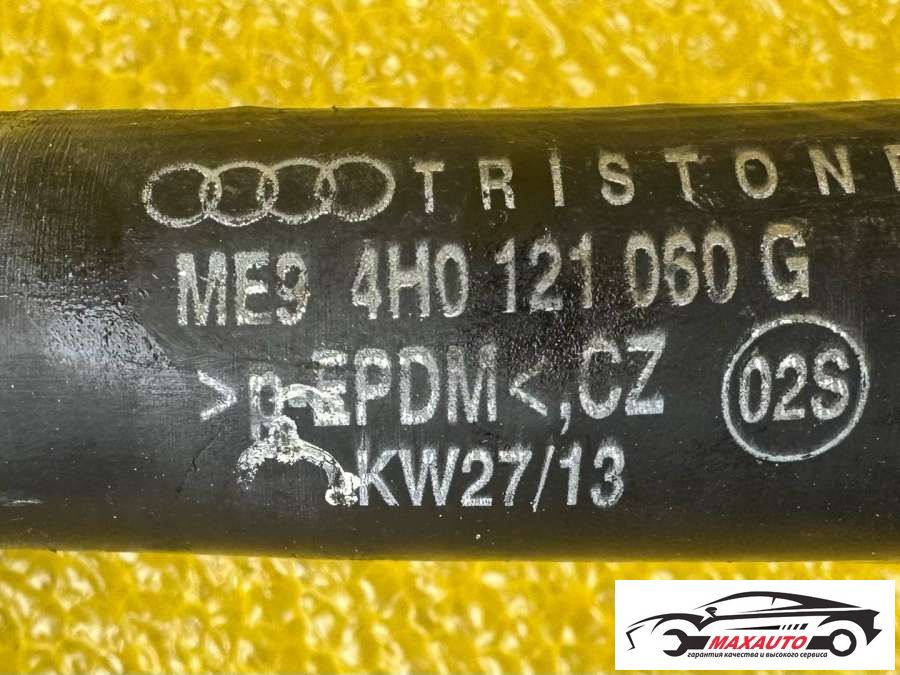 TRISTONE
ME9 4H0 121 060 G
>p-EPDM<,CZ
02S
KW27/13
MAXAUTO
гарантия качества и высокого сервиса